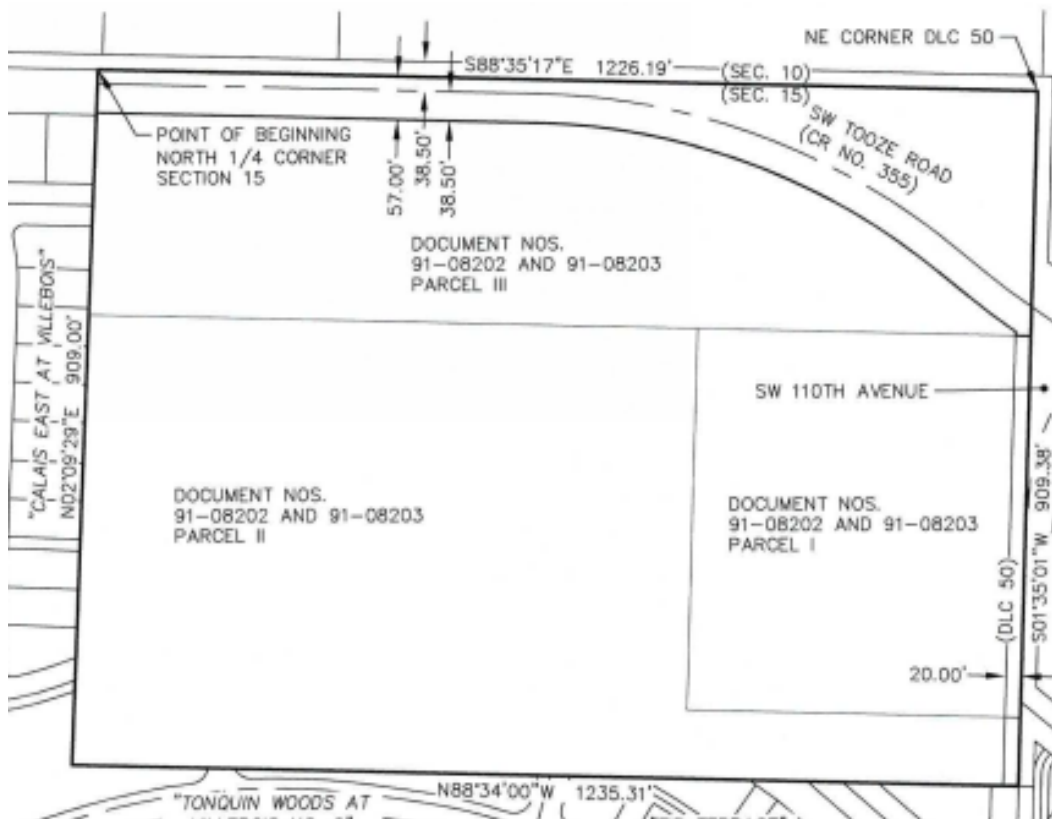 NE CORNER DLC 50
S88°35'17"E 1226.19'
(SEC. 10)
(SEC. 15)
SW TOOZE ROAD
(CR NO. 355)
POINT OF BEGINNING
NORTH 1/4 CORNER
SECTION 15
57.00'
38.50'
38.50'
DOCUMENT NOS.
91-08202 AND 91-08203
PARCEL III
"CALAIS EAST AT VILLEBOIS"
N02°09'29"E 909.00'
SW 110TH AVENUE
DOCUMENT NOS.
91-08202 AND 91-08203
PARCEL II
DOCUMENT NOS.
91-08202 AND 91-08203
PARCEL I
(DLC 50)
S01°35'01"W 909.38'
20.00'
N88°34'00"W 1235.31'
"TONQUIN WOODS AT